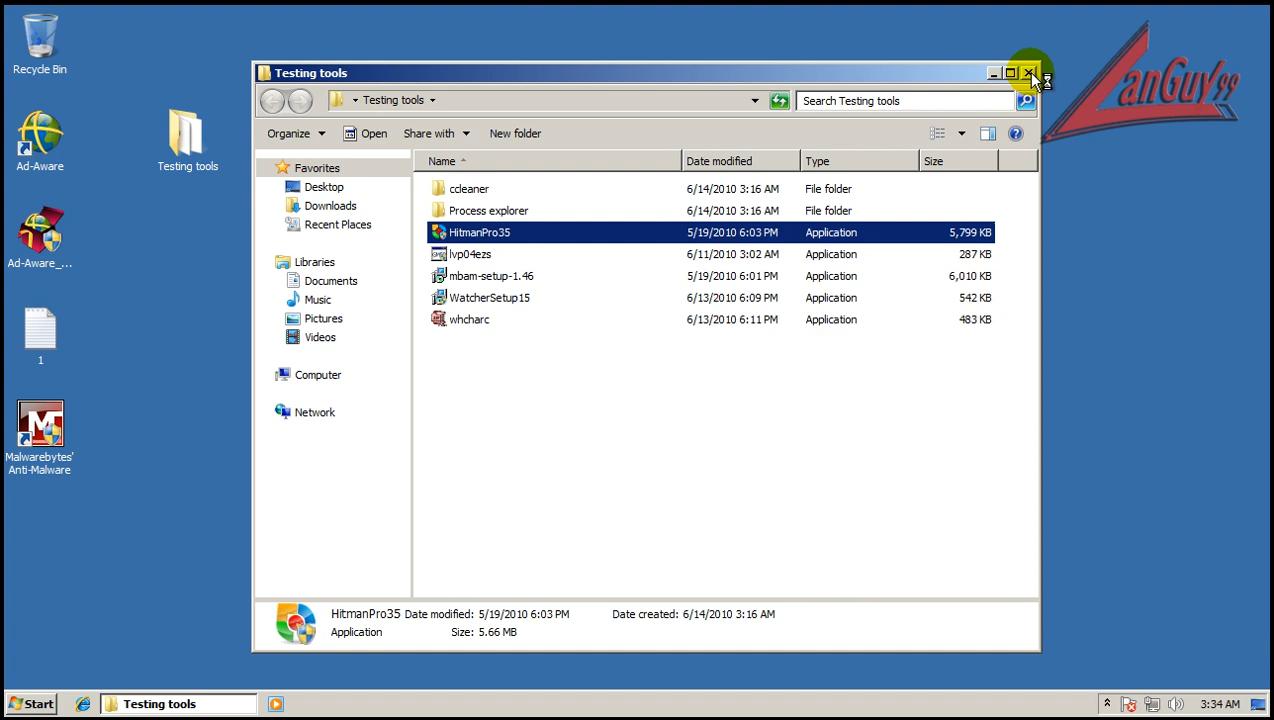 Recycle Bin
Ad-Aware
Ad-Aware_...
1
Malwarebytes'
Anti-Malware
Testing tools
Testing tools
Testing tools
Search Testing tools
Organize Open Share with New folder
Favorites
Desktop
Downloads
Recent Places
Libraries
Documents
Music
Pictures
Videos
Computer
Network
Name Date modified Type Size
ccleaner 6/14/2010 3:16 AM File folder
Process explorer 6/14/2010 3:16 AM File folder
HitmanPro35 5/19/2010 6:03 PM Application 5,799 KB
lvp04ezs 6/11/2010 3:02 AM Application 287 KB
mbam-setup-1.46 5/19/2010 6:01 PM Application 6,010 KB
WatcherSetup15 6/13/2010 6:09 PM Application 542 KB
whcharc 6/13/2010 6:11 PM Application 483 KB
HitmanPro35 Date modified: 5/19/2010 6:03 PM Date created: 6/14/2010 3:16 AM
Application Size: 5.66 MB
LanGuy99
Start Testing tools 3:34 AM